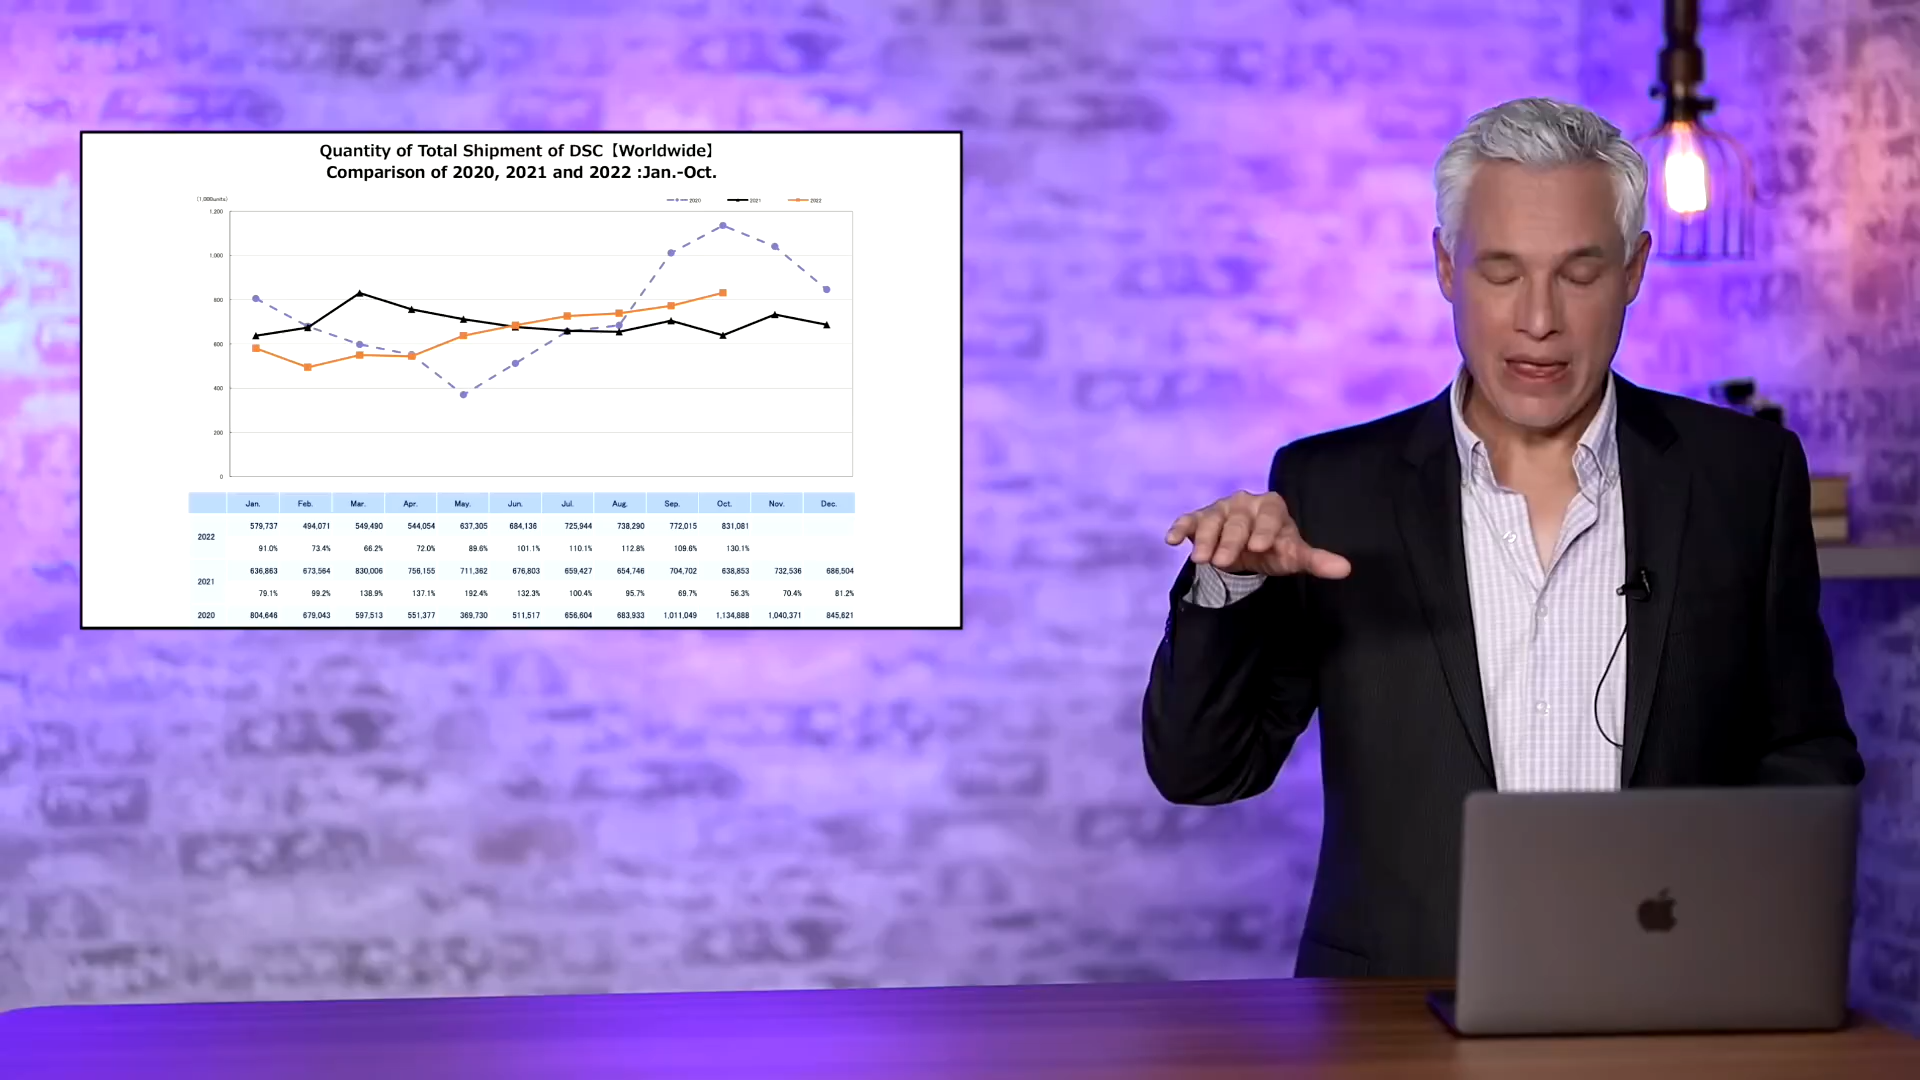 Quantity of Total Shipment of DSC【Worldwide】
Comparison of 2020, 2021 and 2022 :Jan.-Oct.
(1,000units)
2020 2021 2022
1,200
1,000
800
600
400
200
0
Jan. Feb. Mar. Apr. May. Jun. Jul. Aug. Sep. Oct. Nov. Dec.
2022
579,737 494,071 549,490 544,054 637,305 684,136 725,944 738,290 772,015 831,081
91.0% 73.4% 66.2% 72.0% 89.6% 101.1% 110.1% 112.8% 109.6% 130.1%
2021
636,863 673,564 830,006 756,155 711,362 676,803 659,427 654,746 704,702 638,853 732,536 686,504
79.1% 99.2% 138.9% 137.1% 192.4% 132.3% 100.4% 95.7% 69.7% 56.3% 70.4% 81.2%
2020 804,646 679,043 597,513 551,377 369,730 511,517 656,604 683,933 1,011,049 1,134,888 1,040,371 845,621